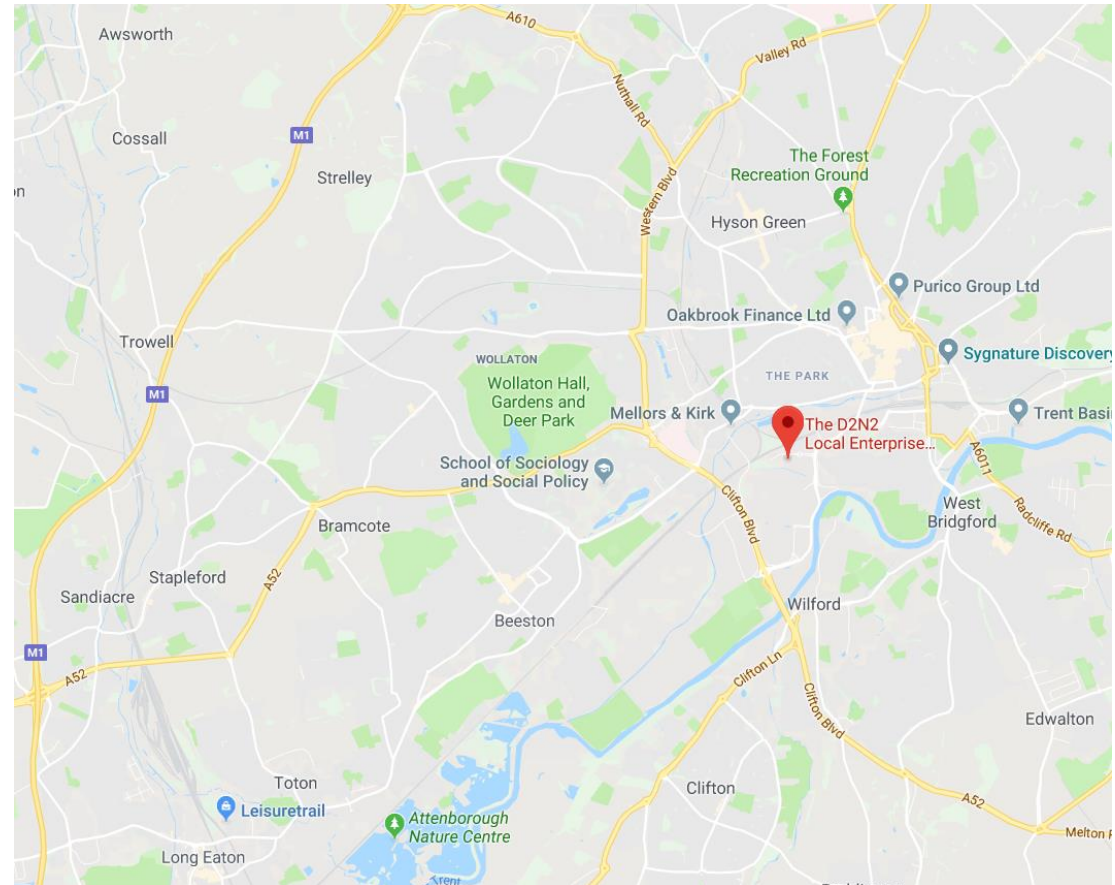 A610
Awsworth
Valley Rd
Nuthall Rd
M1
Cossall
The Forest
Recreation Ground
Strelley
Western Blvd
Hyson Green
Purico Group Ltd
Oakbrook Finance Ltd
Trowell
Sygnature Discovery
WOLLATON
THE PARK
Wollaton Hall,
Gardens and
Deer Park
M1
Mellors & Kirk
Trent Basi
The D2N2
Local Enterprise...
A6011
School of Sociology
and Social Policy
West
Bridgford
Radcliffe Rd
Clifton Blvd
Bramcote
Stapleford
A52
Sandiacre
Wilford
Beeston
M1
A52
Clifton Ln
Clifton Blvd
Edwalton
Toton
Clifton
Leisuretrail
A52
Attenborough
Nature Centre
Melton R
Long Eaton
Trent